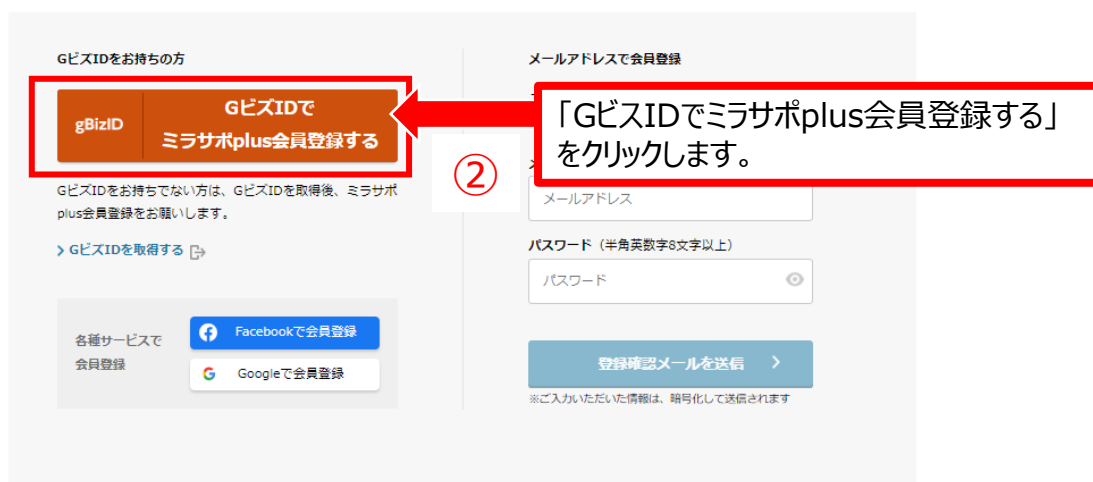 GビズIDをお持ちの方
gBizID
GビズIDで
ミラサポplus会員登録する
GビズIDをお持ちでない方は、GビズIDを取得後、ミラサポ
plus会員登録をお願いします。
GビズIDを取得する
各種サービスで
会員登録
Facebookで会員登録
Googleで会員登録
②
メールアドレスで会員登録
「GビスIDでミラサポplus会員登録する」
をクリックします。
メールアドレス
パスワード（半角英数字8文字以上）
パスワード
登録確認メールを送信
※ご入力いただいた情報は、暗号化して送信されます